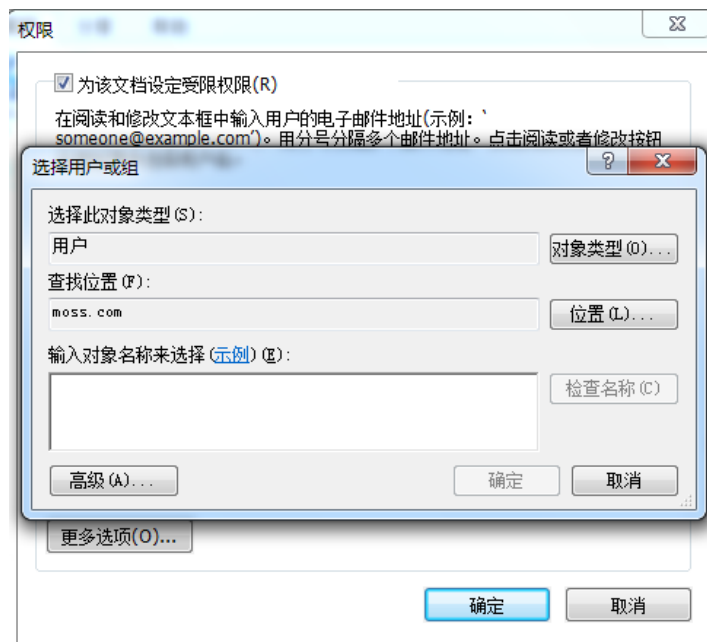 权限
为该文档设定受限权限(R)
在阅读和修改文本框中输入用户的电子邮件地址(示例：`
someone@example.com’)。用分号分隔多个邮件地址。点击阅读或者修改按钮
选择用户或组
选择此对象类型(S):
用户
对象类型(O)...
查找位置(F):
moss.com
位置(L)...
输入对象名称来选择(示例)(E):
检查名称(C)
高级(A)...
确定
取消
更多选项(O)...
确定
取消